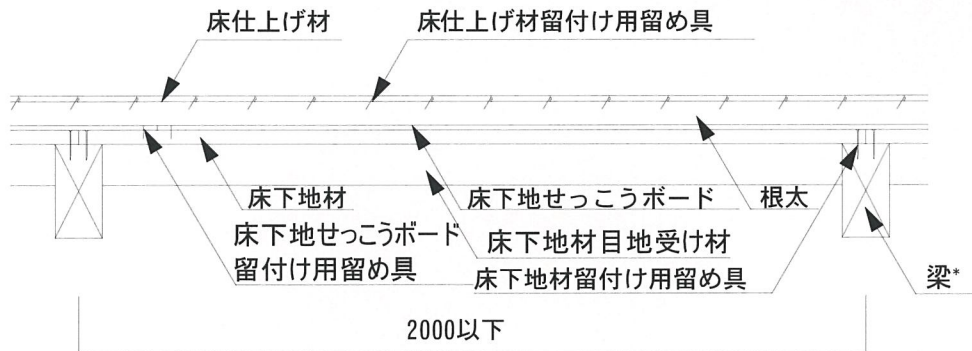 床仕上げ材
床仕上げ材留付け用留め具
床下地材
床下地せっこうボード
根太
床下地せっこうボード
留付け用留め具
床下地材目地受け材
床下地材留付け用留め具
梁*
2000以下